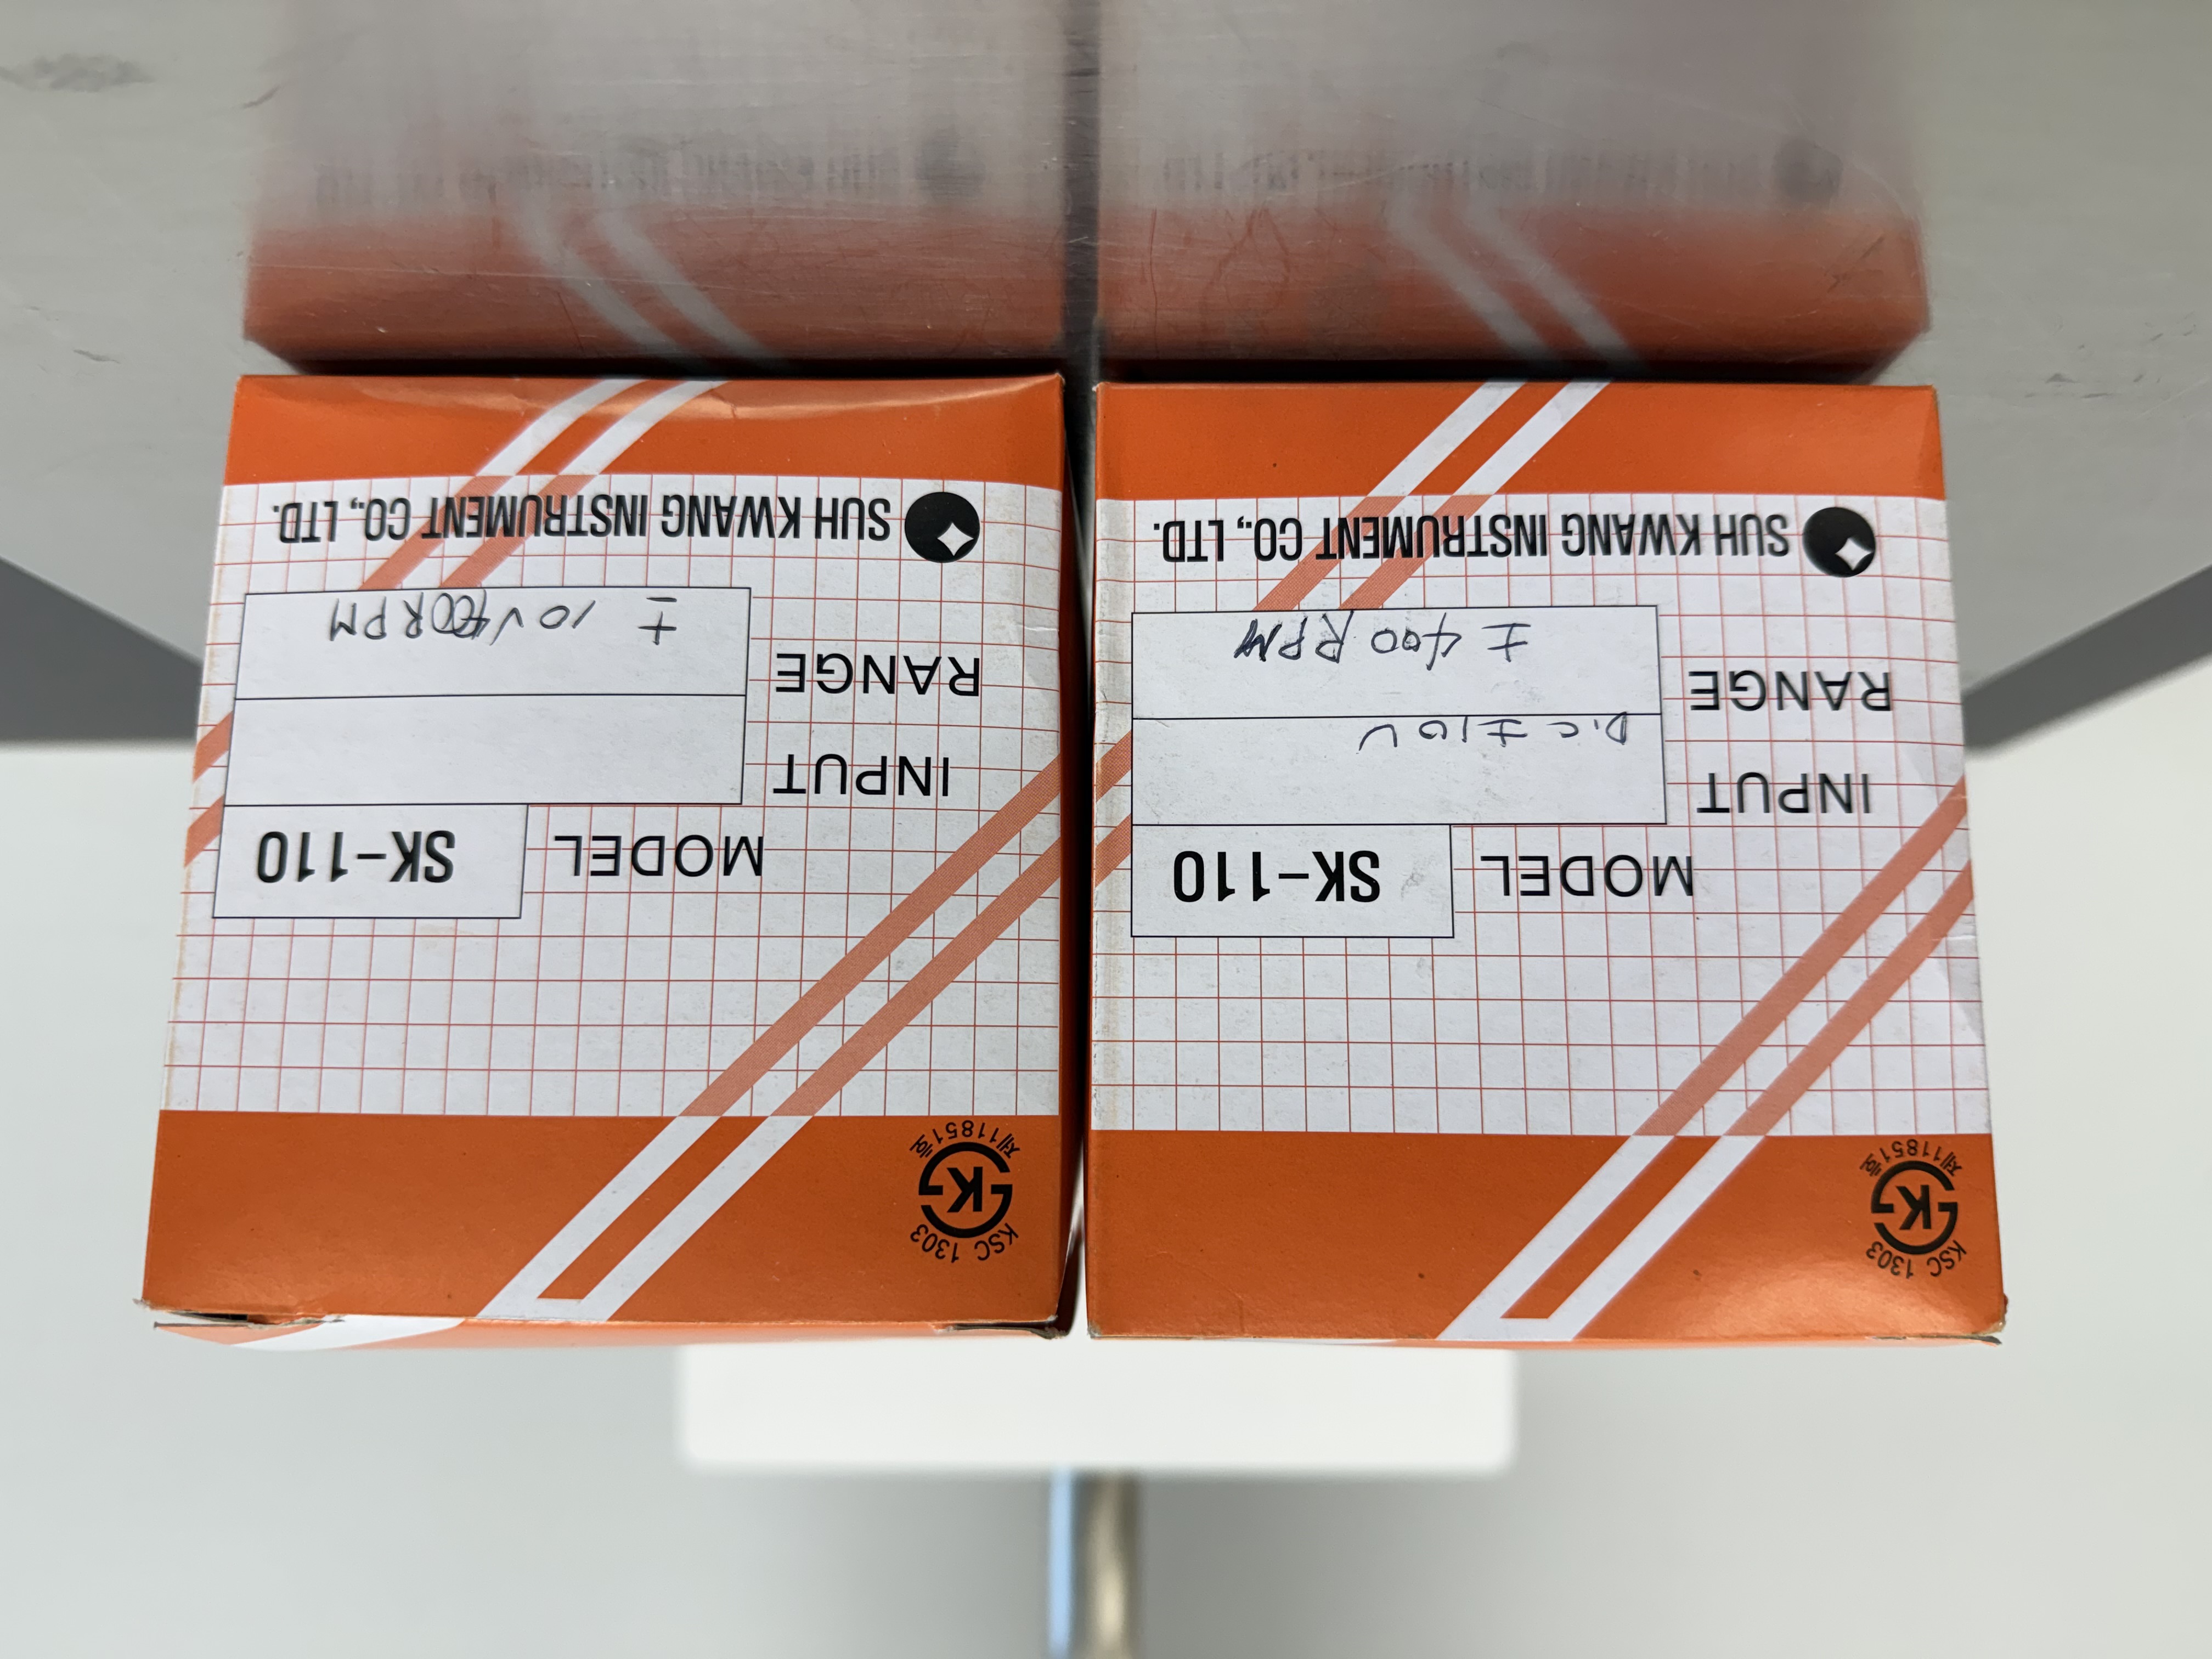 제11851호
KSC 1303
MODEL SK-110
INPUT D.C ±10V
RANGE ± 400 RPM
SUH KWANG INSTRUMENT CO., LTD.
제11851호
KSC 1303
MODEL SK-110
INPUT
RANGE ± 10V/400RPM
SUH KWANG INSTRUMENT CO., LTD.